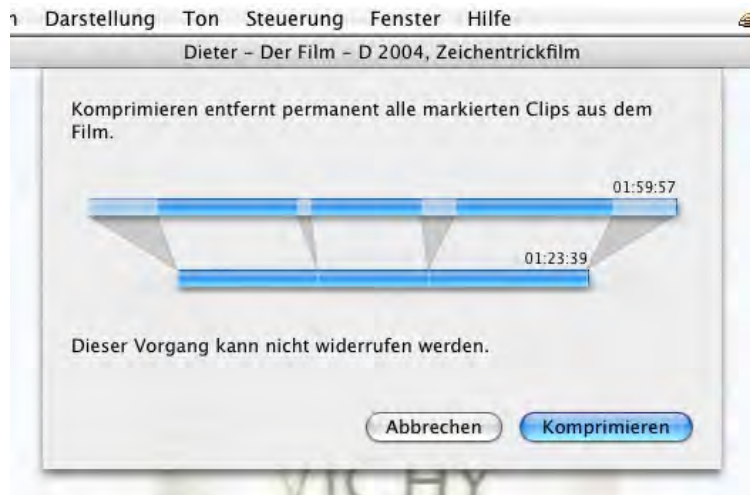 Darstellung Ton Steuerung Fenster Hilfe
Dieter – Der Film – D 2004, Zeichentrickfilm
Komprimieren entfernt permanent alle markierten Clips aus dem
Film.
01:59:57
01:23:39
Dieser Vorgang kann nicht widerrufen werden.
Abbrechen Komprimieren
VICHY